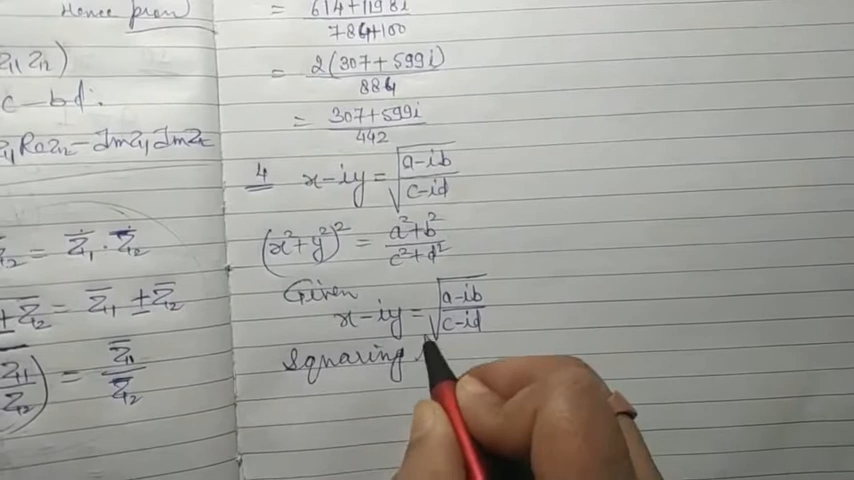 Hence
z₁, z₂)
c - bd.
z₁ Re z₂ - Im z₁ Im z₂
z̄₂ = z̄₁ . z̄₂
± z̄₂ = z̄₁ ± z̄₂
(z₁/z₂) = z̄₁/z̄₂
= (614+1198i)/(784+100)
= 2(307+599i)/884
= (307+599i)/442
4 x-iy = √((a-ib)/(c-id))
(x²+y²)² = (a²+b²)/(c²+d²)
Given
x-iy = √((a-ib)/(c-id))
Squaring